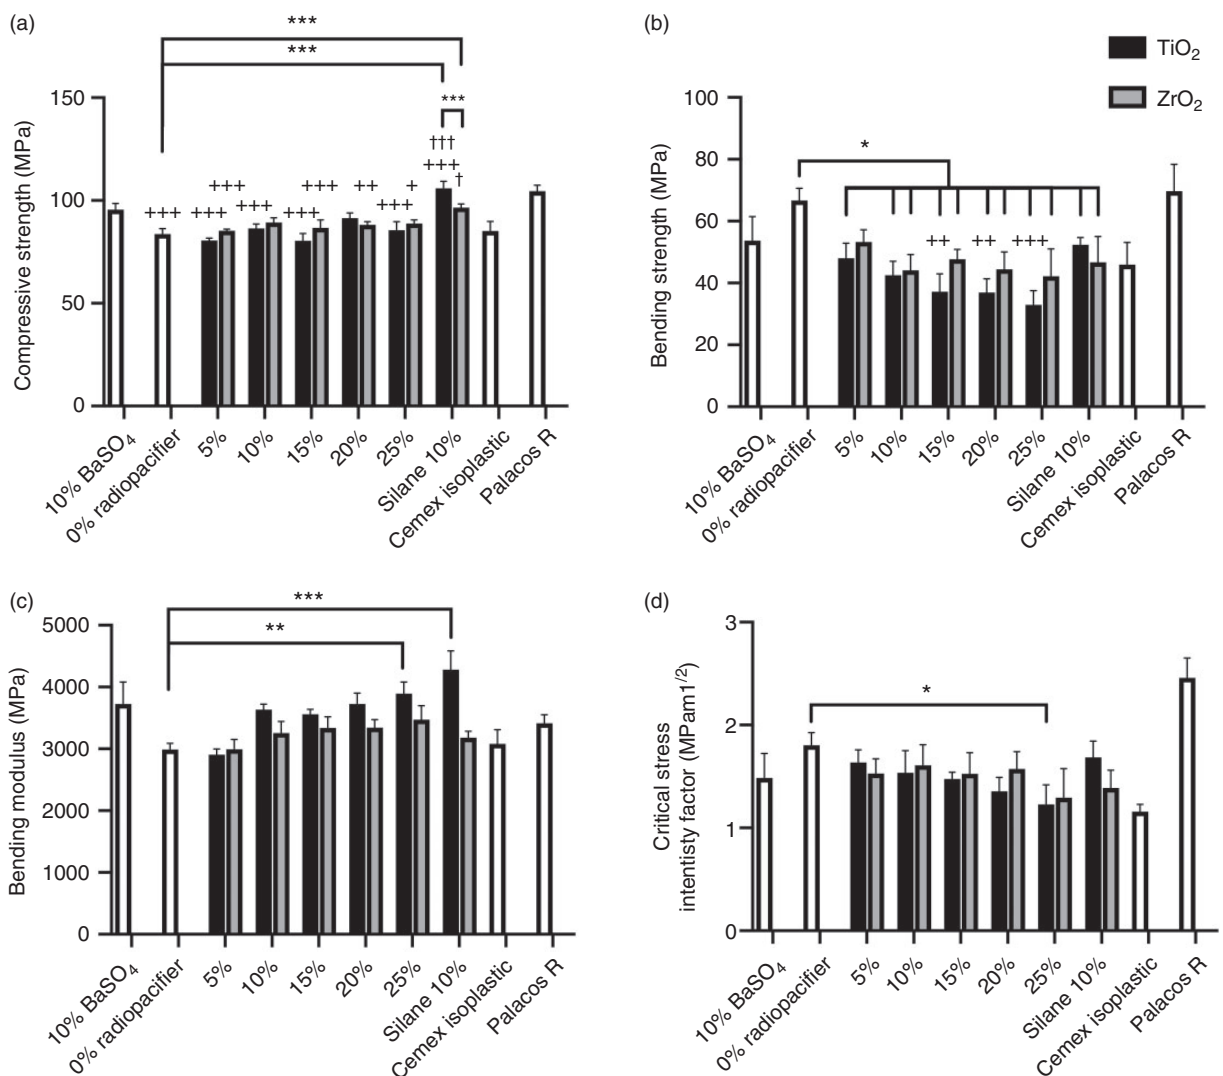 (a)
***
***
***
†††
+++
†
+++
+++
++
+
+++
+++
+++
+++
+++
150
100
50
0
Compressive strength (MPa)
10% BaSO4
0% radiopacifier
5%
10%
15%
20%
25%
Silane 10%
Cemex isoplastic
Palacos R
(b)
TiO2
ZrO2
*
++
++
+++
100
80
60
40
20
0
Bending strength (MPa)
10% BaSO4
0% radiopacifier
5%
10%
15%
20%
25%
Silane 10%
Cemex isoplastic
Palacos R
(c)
***
**
5000
4000
3000
2000
1000
0
Bending modulus (MPa)
10% BaSO4
0% radiopacifier
5%
10%
15%
20%
25%
Silane 10%
Cemex isoplastic
Palacos R
(d)
*
3
2
1
0
Critical stress
intentisty factor (MPam1/2)
10% BaSO4
0% radiopacifier
5%
10%
15%
20%
25%
Silane 10%
Cemex isoplastic
Palacos R